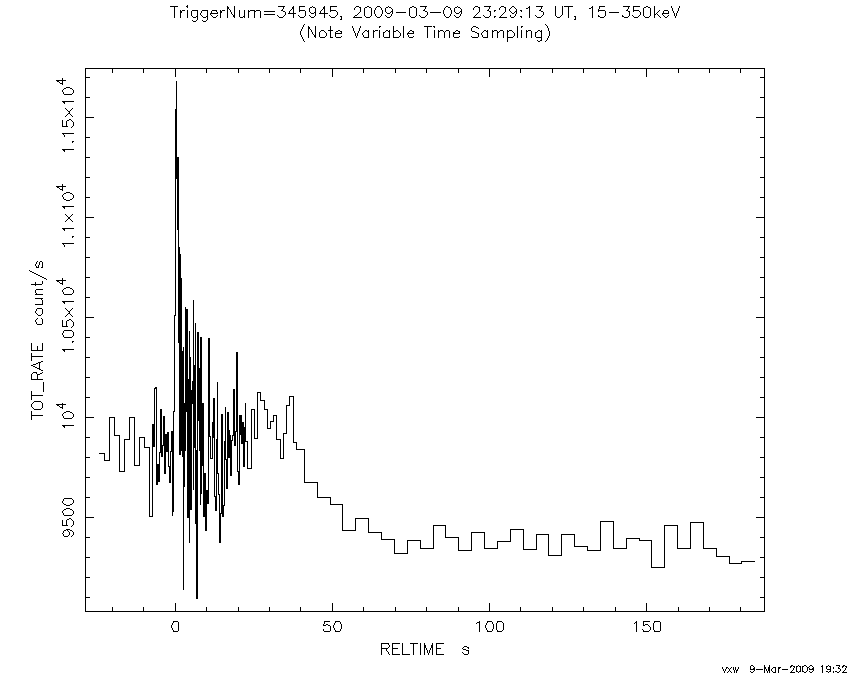 TriggerNum=345945, 2009-03-09 23:29:13 UT, 15-350keV
(Note Variable Time Sampling)
TOT_RATE count/s
1.15×10⁴
1.1×10⁴
1.05×10⁴
10⁴
9500
0 50 100 150
RELTIME s
vxw 9-Mar-2009 19:32